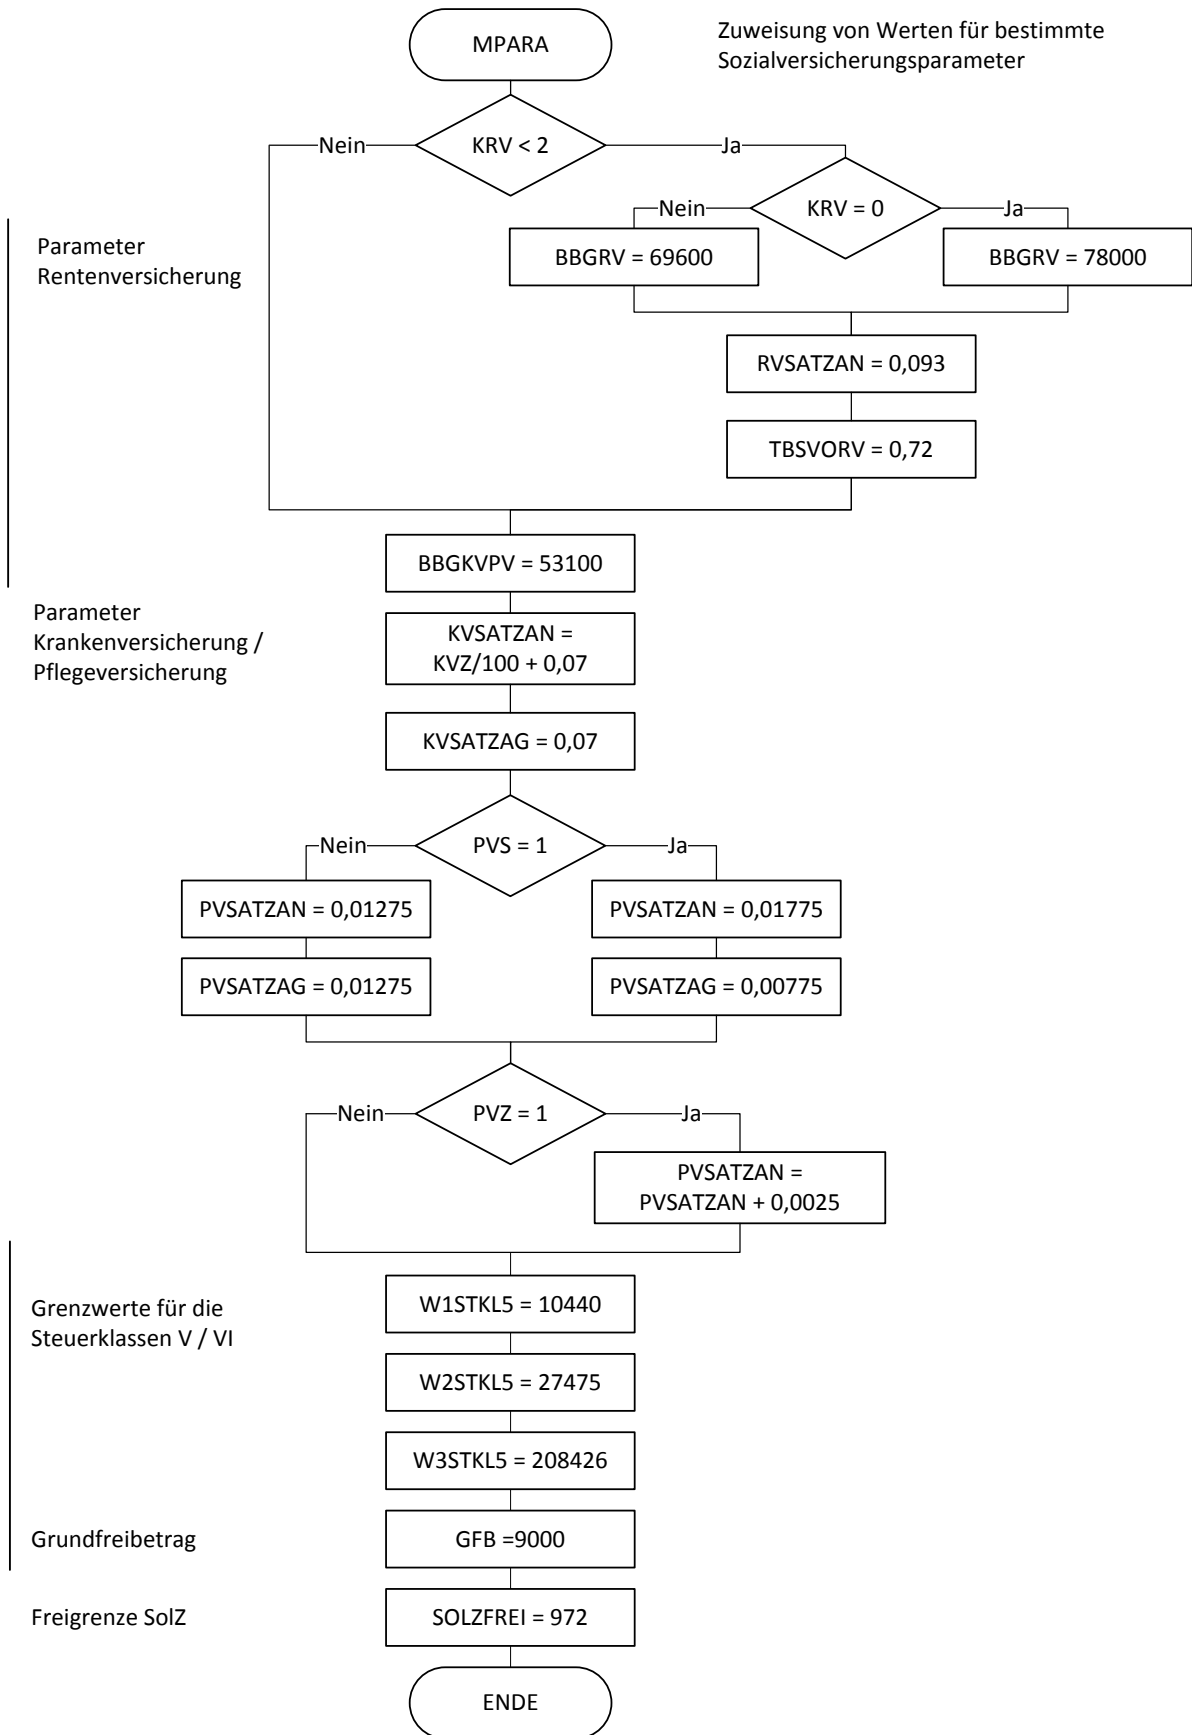 MPARA
Zuweisung von Werten für bestimmte
Sozialversicherungsparameter
Nein
KRV < 2
Ja
Nein
KRV = 0
Ja
Parameter
Rentenversicherung
BBGRV = 69600
BBGRV = 78000
RVSATZAN = 0,093
TBSVORV = 0,72
BBGKVPV = 53100
Parameter
Krankenversicherung /
Pflegeversicherung
KVSATZAN =
KVZ/100 + 0,07
KVSATZAG = 0,07
Nein
PVS = 1
Ja
PVSATZAN = 0,01275
PVSATZAN = 0,01775
PVSATZAG = 0,01275
PVSATZAG = 0,00775
Nein
PVZ = 1
Ja
PVSATZAN =
PVSATZAN + 0,0025
Grenzwerte für die
Steuerklassen V / VI
W1STKL5 = 10440
W2STKL5 = 27475
W3STKL5 = 208426
Grundfreibetrag
GFB =9000
Freigrenze SolZ
SOLZFREI = 972
ENDE